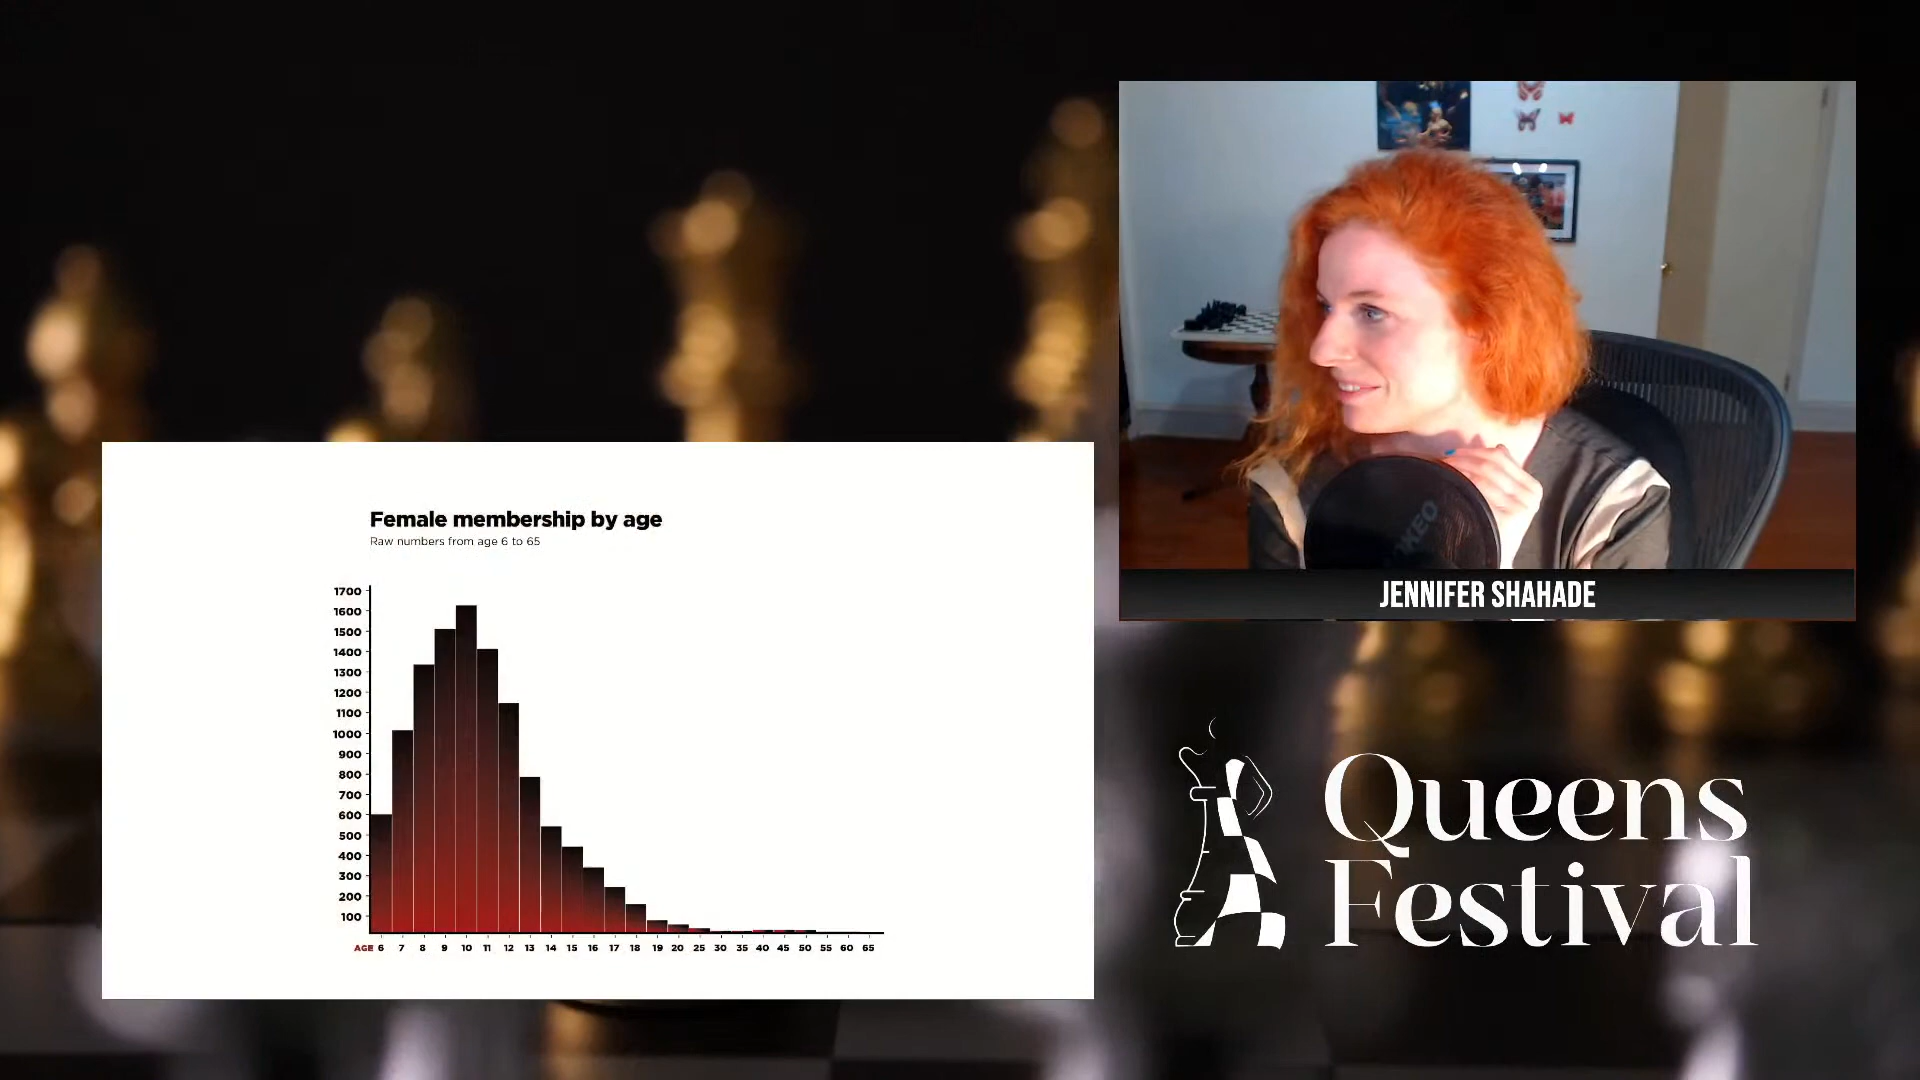 Female membership by age
Raw numbers from age 6 to 65
1700
1600
1500
1400
1300
1200
1100
1000
900
800
700
600
500
400
300
200
100
AGE 6 7 8 9 10 11 12 13 14 15 16 17 18 19 20 25 30 35 40 45 50 55 60 65
JENNIFER SHAHADE
Queens
Festival